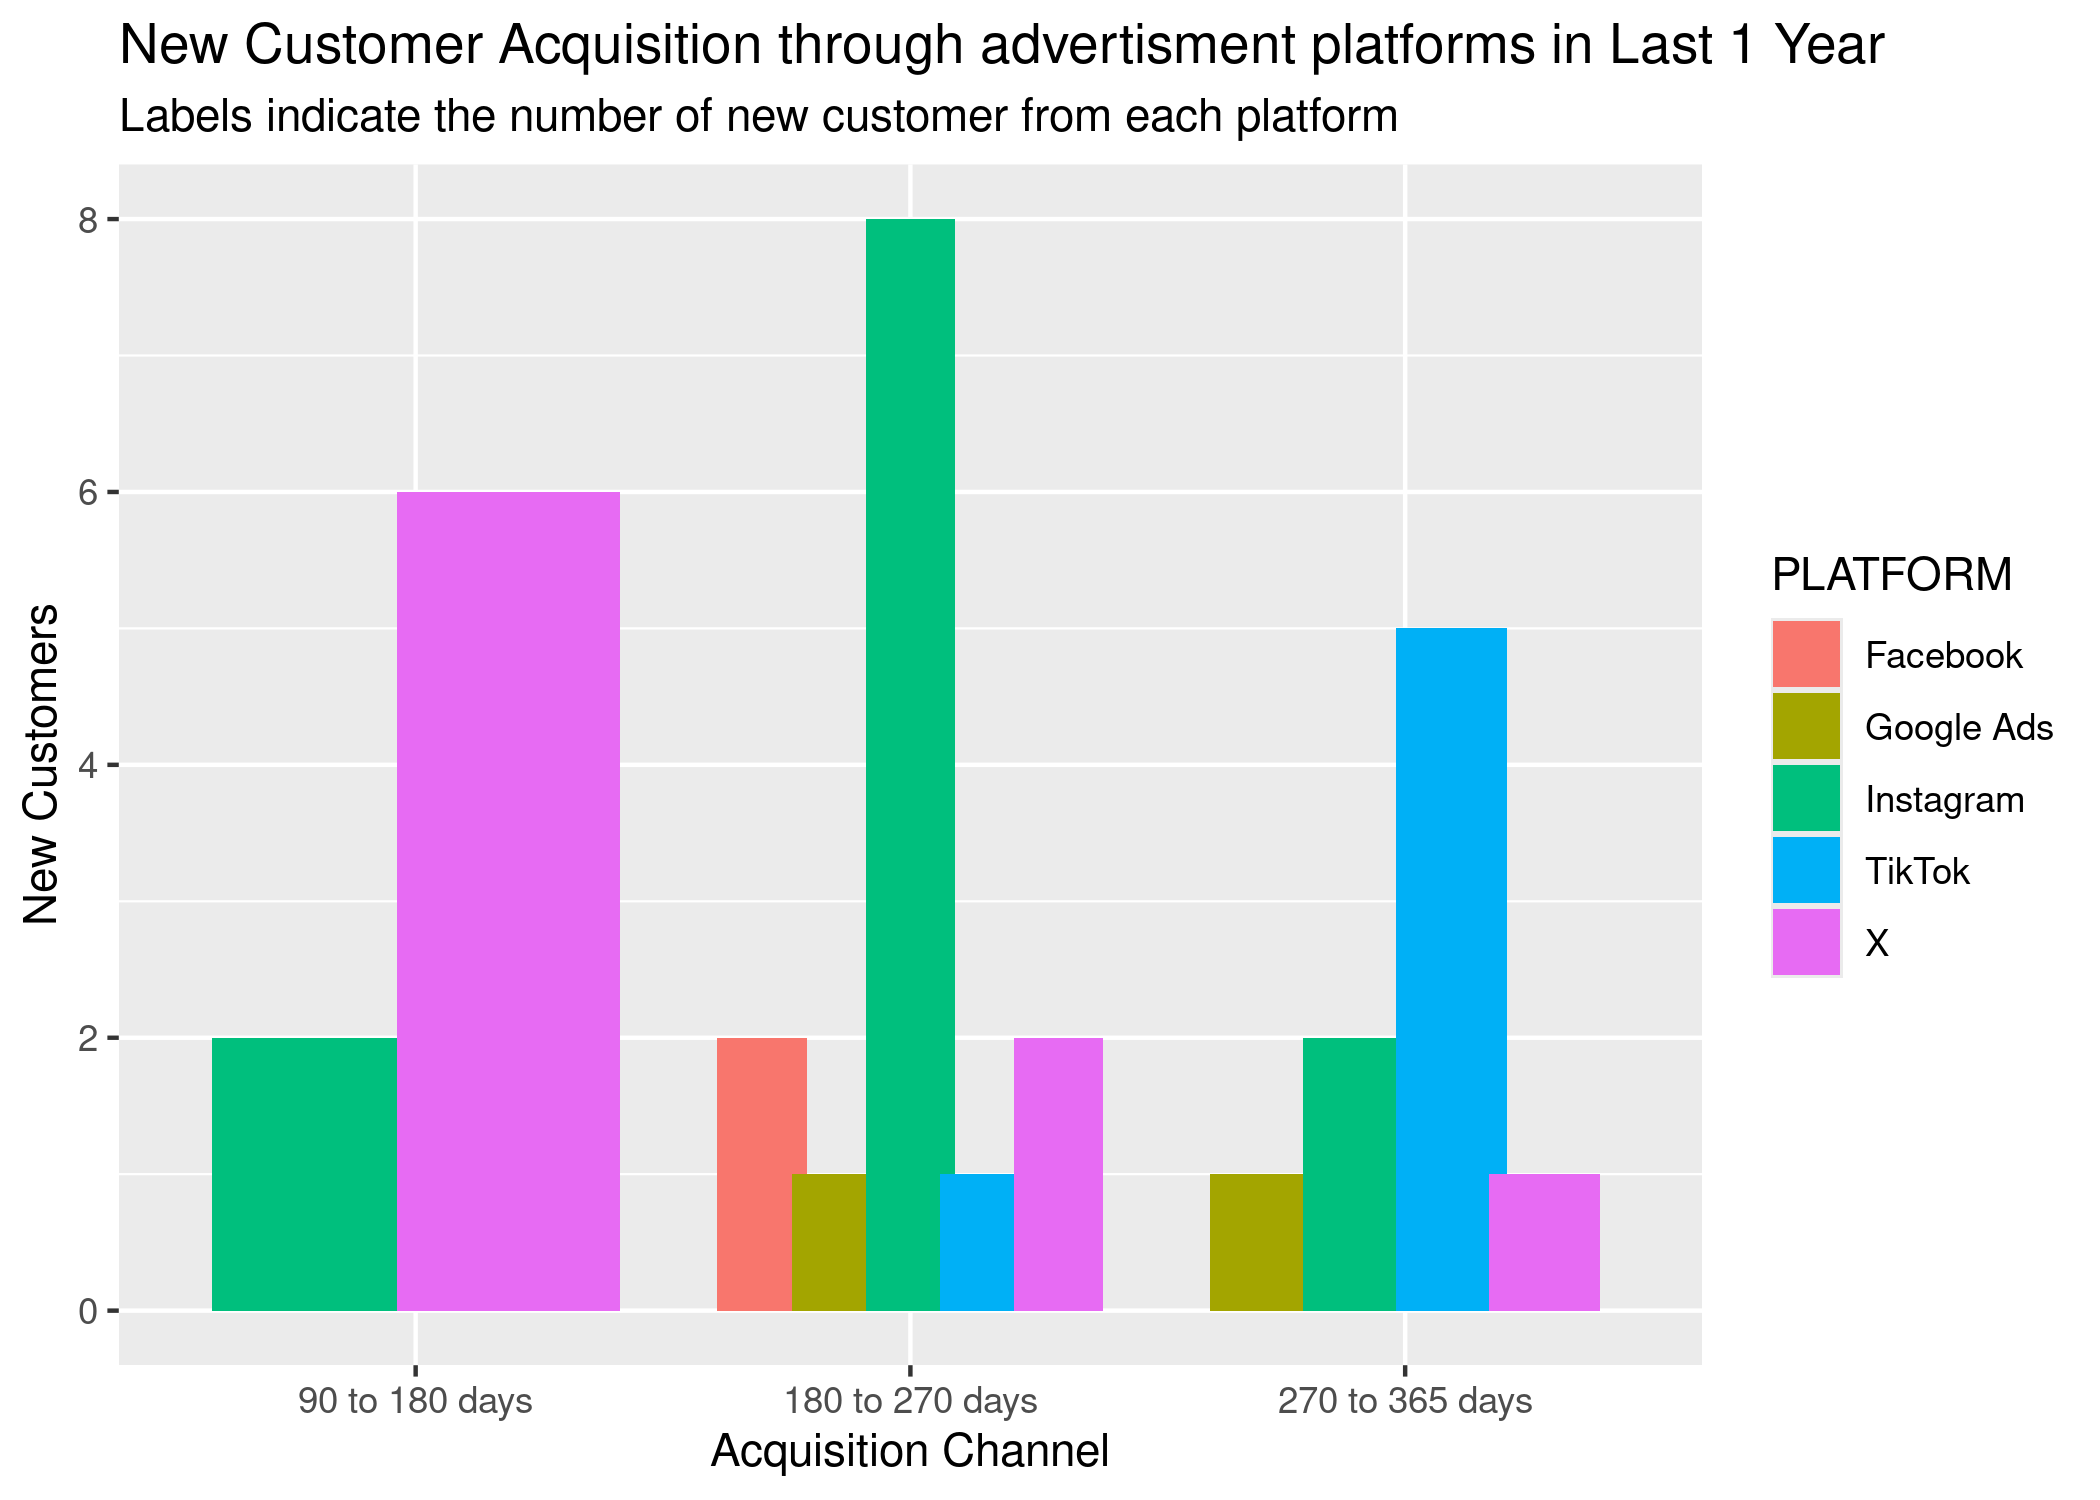 New Customer Acquisition through advertisment platforms in Last 1 Year
Labels indicate the number of new customer from each platform
New Customers
8
6
4
2
0
90 to 180 days
180 to 270 days
270 to 365 days
Acquisition Channel
PLATFORM
Facebook
Google Ads
Instagram
TikTok
X